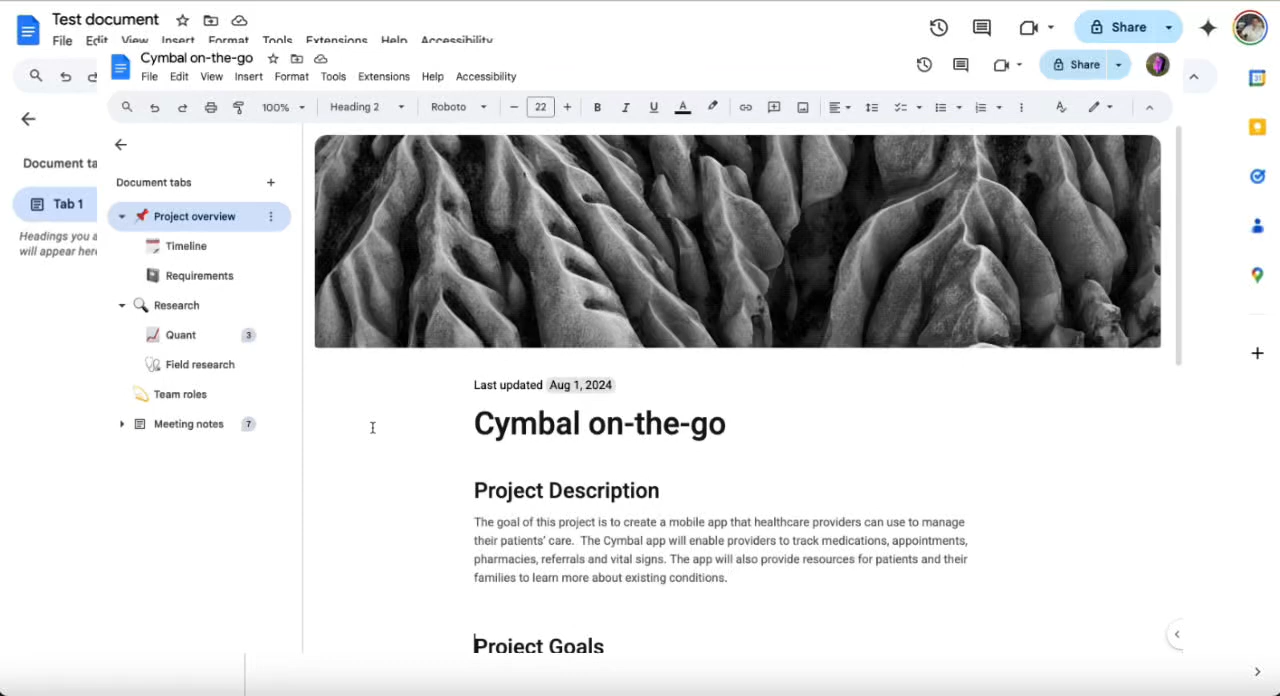 Test document
File Edit View Insert Format Tools Extensions Help Accessibility
Share
Cymbal on-the-go
File Edit View Insert Format Tools Extensions Help Accessibility
Share
100% Heading 2 Roboto 22 B I U A
Document ta
Tab 1
Headings you a
will appear here
Document tabs
Project overview
Timeline
Requirements
Research
Quant 3
Field research
Team roles
Meeting notes 7
Last updated Aug 1, 2024
Cymbal on-the-go
Project Description
The goal of this project is to create a mobile app that healthcare providers can use to manage
their patients' care. The Cymbal app will enable providers to track medications, appointments,
pharmacies, referrals and vital signs. The app will also provide resources for patients and their
families to learn more about existing conditions.
Project Goals